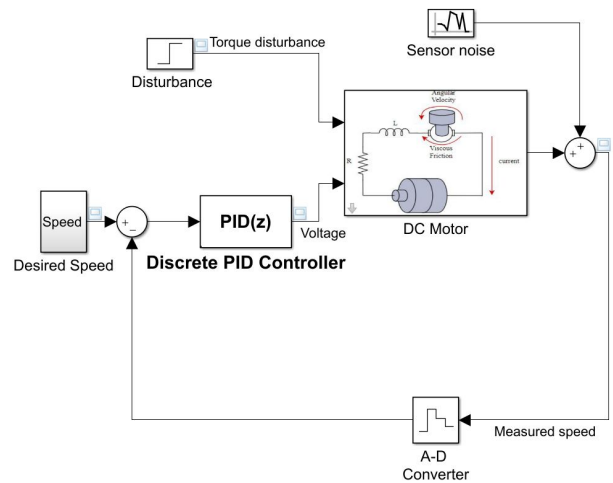 Torque disturbance
Disturbance
Sensor noise
Angular
Velocity
L
Viscous
Friction
R
current
DC Motor
+ +
Speed
Desired Speed
+
−
PID(z)
Voltage
Discrete PID Controller
Measured speed
A-D
Converter